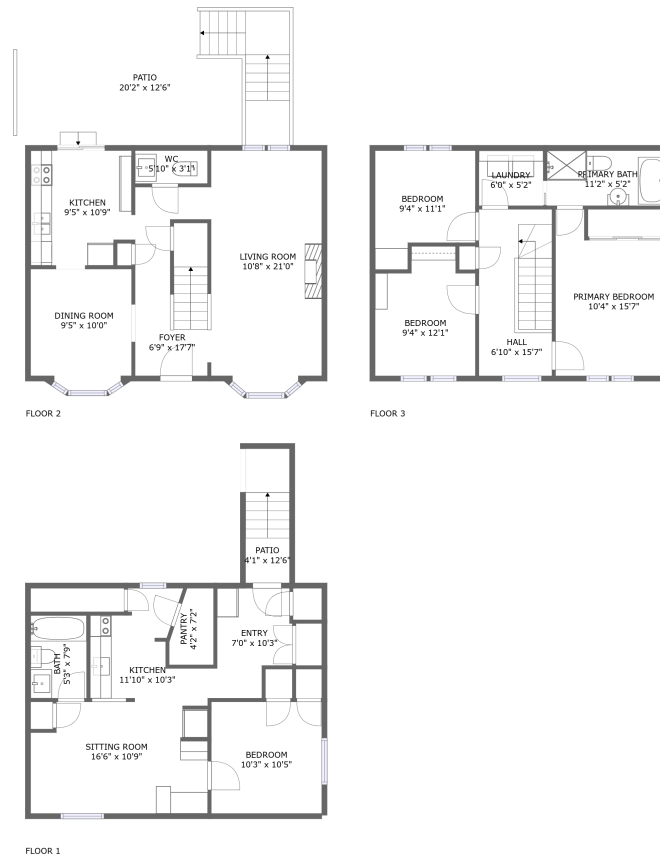 PATIO
20'2" x 12'6"
WC
5'10" x 3'1"
KITCHEN
9'5" x 10'9"
LIVING ROOM
10'8" x 21'0"
DINING ROOM
9'5" x 10'0"
FOYER
6'9" x 17'7"
FLOOR 2
LAUNDRY
6'0" x 5'2"
PRIMARY BATH
11'2" x 5'2"
BEDROOM
9'4" x 11'1"
PRIMARY BEDROOM
10'4" x 15'7"
BEDROOM
9'4" x 12'1"
HALL
6'10" x 15'7"
FLOOR 3
PATIO
4'1" x 12'6"
PANTRY
4'2" x 7'2"
ENTRY
7'0" x 10'3"
BATH
5'3" x 7'9"
KITCHEN
11'10" x 10'3"
SITTING ROOM
16'6" x 10'9"
BEDROOM
10'3" x 10'5"
FLOOR 1